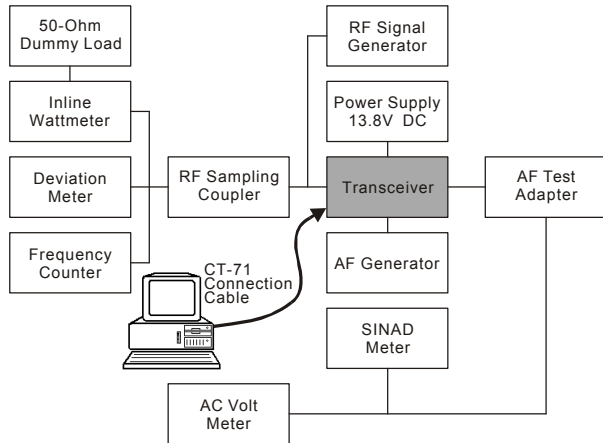 50-Ohm
Dummy Load
RF Signal
Generator
Inline
Wattmeter
Power Supply
13.8V DC
Deviation
Meter
RF Sampling
Coupler
Transceiver
AF Test
Adapter
Frequency
Counter
CT-71
Connection
Cable
AF Generator
SINAD
Meter
AC Volt
Meter